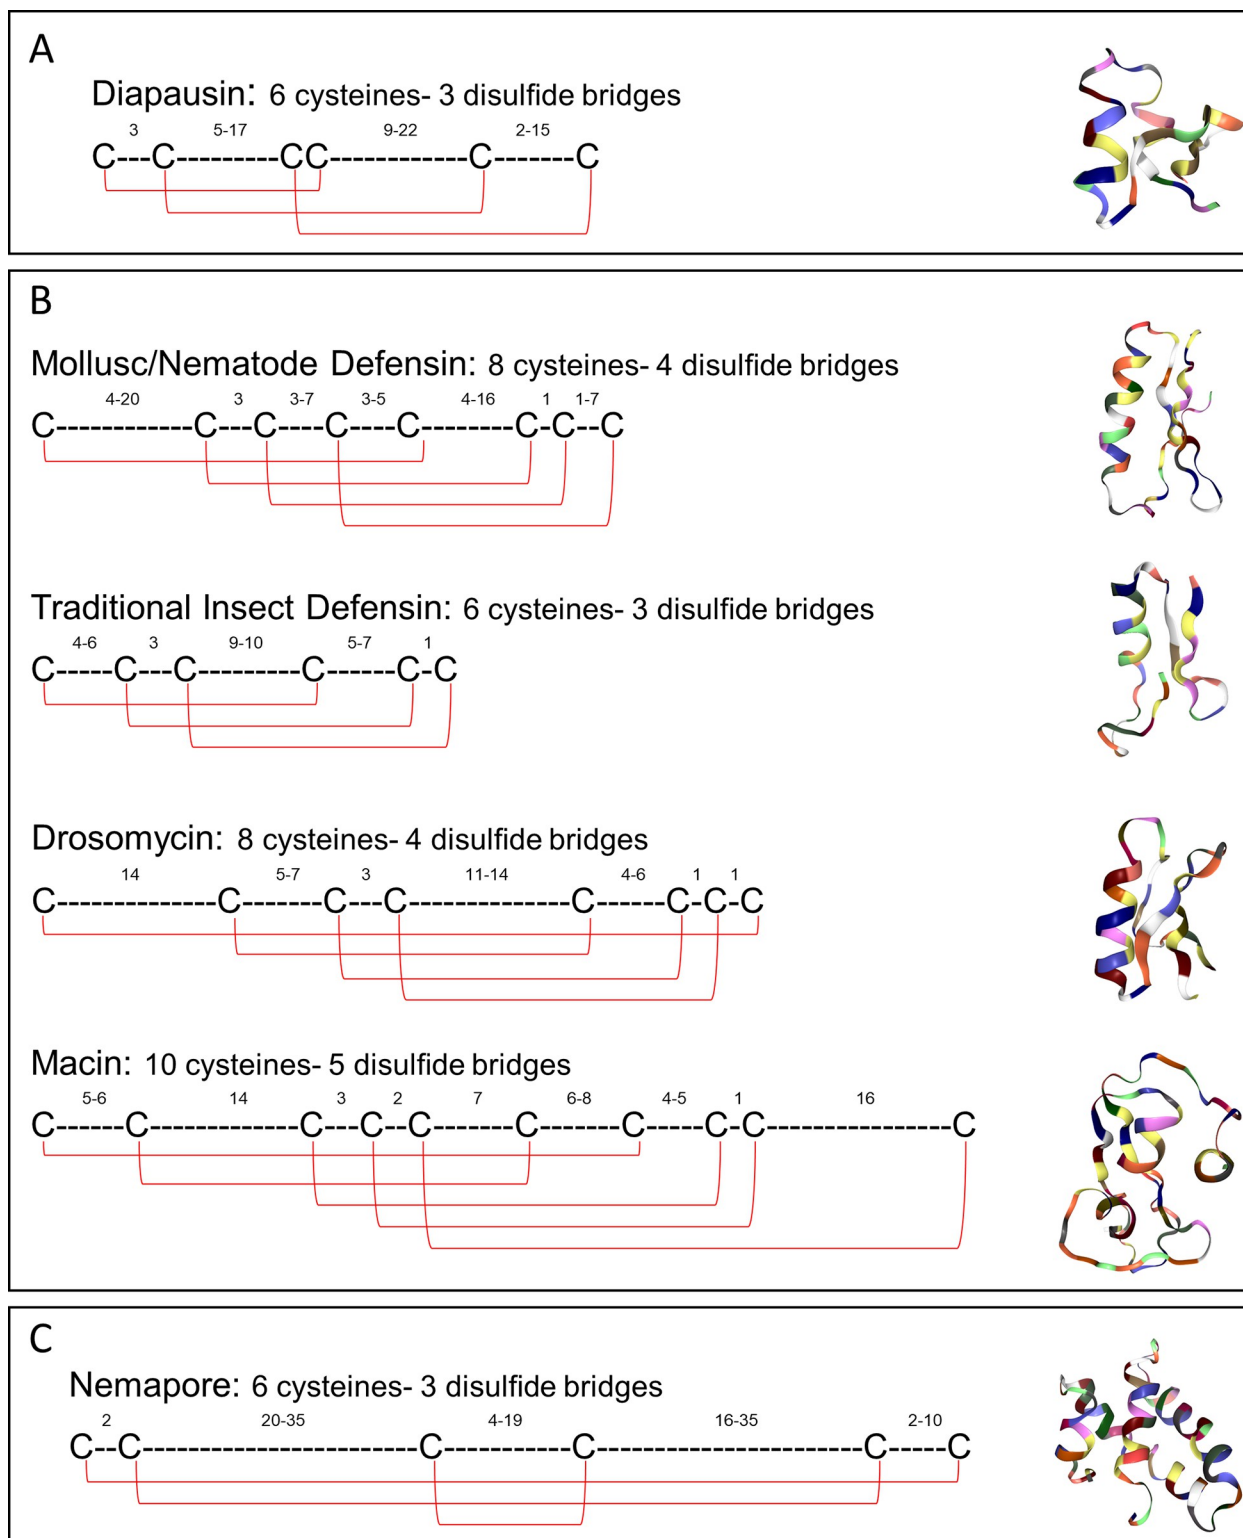 A
Diapausin: 6 cysteines- 3 disulfide bridges
3 5-17 9-22 2-15
C---C---------CC------------C-------C
B
Mollusc/Nematode Defensin: 8 cysteines- 4 disulfide bridges
4-20 3 3-7 3-5 4-16 1 1-7
C------------C---C----C----C--------C-C--C
Traditional Insect Defensin: 6 cysteines- 3 disulfide bridges
4-6 3 9-10 5-7 1
C-----C---C----------C-------C-C
Drosomycin: 8 cysteines- 4 disulfide bridges
14 5-7 3 11-14 4-6 1 1
C--------------C-------C---C--------------C------C-C-C
Macin: 10 cysteines- 5 disulfide bridges
5-6 14 3 2 7 6-8 4-5 1 16
C------C--------------C---C--C-------C--------C-----C-C----------------C
C
Nemapore: 6 cysteines- 3 disulfide bridges
2 20-35 4-19 16-35 2-10
C--C------------------------C-----------C------------------------C-----C